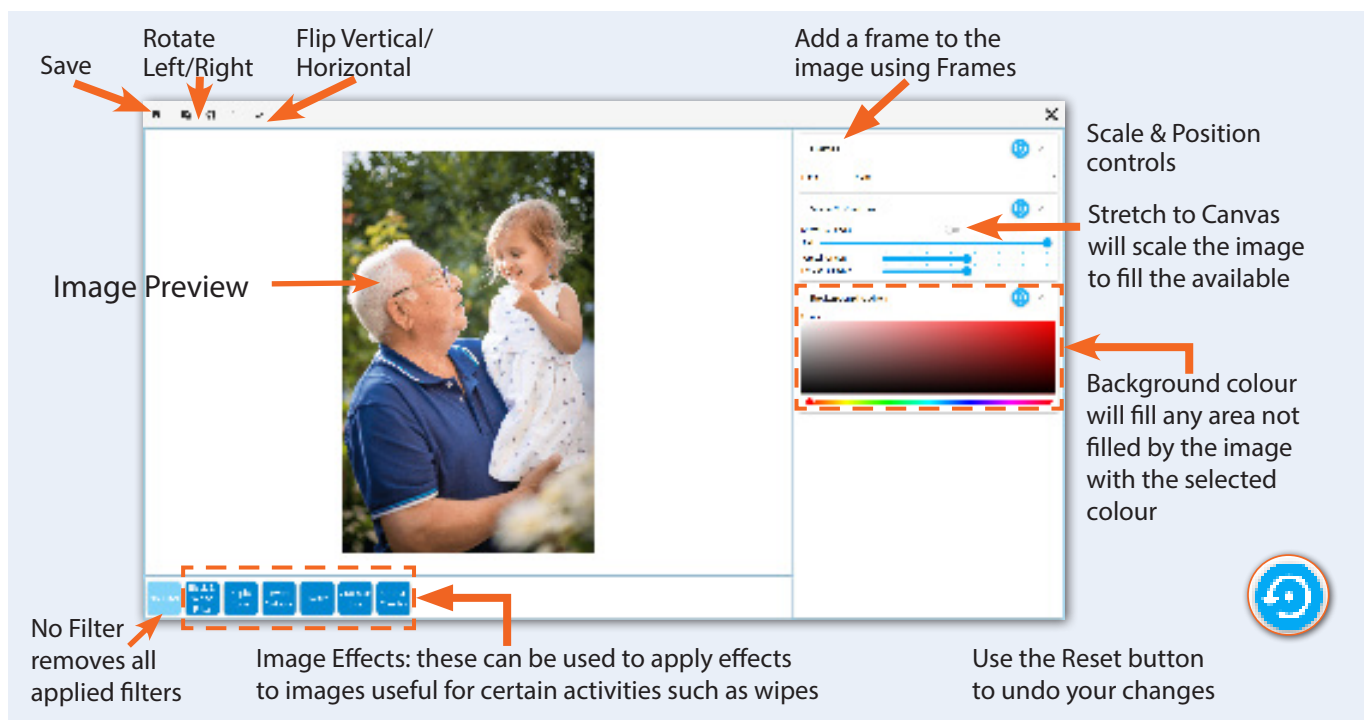 Save
Rotate
Left/Right
Flip Vertical/
Horizontal
Add a frame to the
image using Frames
Scale & Position
controls
Stretch to Canvas
will scale the image
to fill the available
Image Preview
Background colour
will fill any area not
filled by the image
with the selected
colour
No Filter
removes all
applied filters
Image Effects: these can be used to apply effects
to images useful for certain activities such as wipes
Use the Reset button
to undo your changes